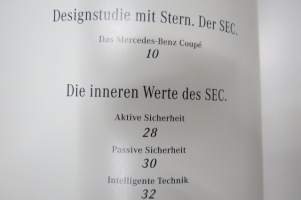 Designstudie mit Stern. Der SEC.
Das Mercedes-Benz Coupé
10
Die inneren Werte des SEC.
Aktive Sicherheit
28
Passive Sicherheit
30
Intelligente Technik
32